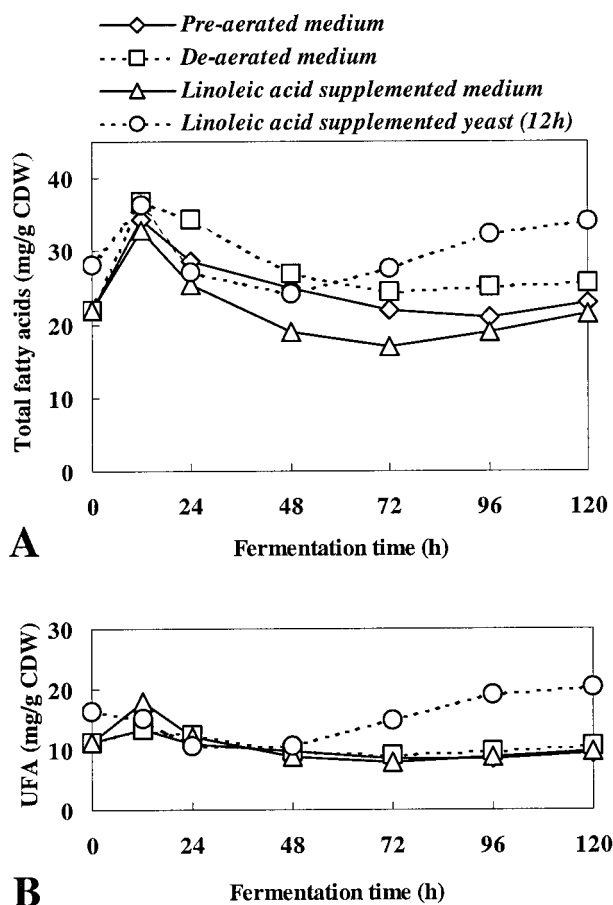 Pre-aerated medium
De-aerated medium
Linoleic acid supplemented medium
Linoleic acid supplemented yeast (12h)
Total fatty acids (mg/g CDW)
40
30
20
10
0
0 24 48 72 96 120
A Fermentation time (h)
UFA (mg/g CDW)
30
20
10
0
0 24 48 72 96 120
B Fermentation time (h)